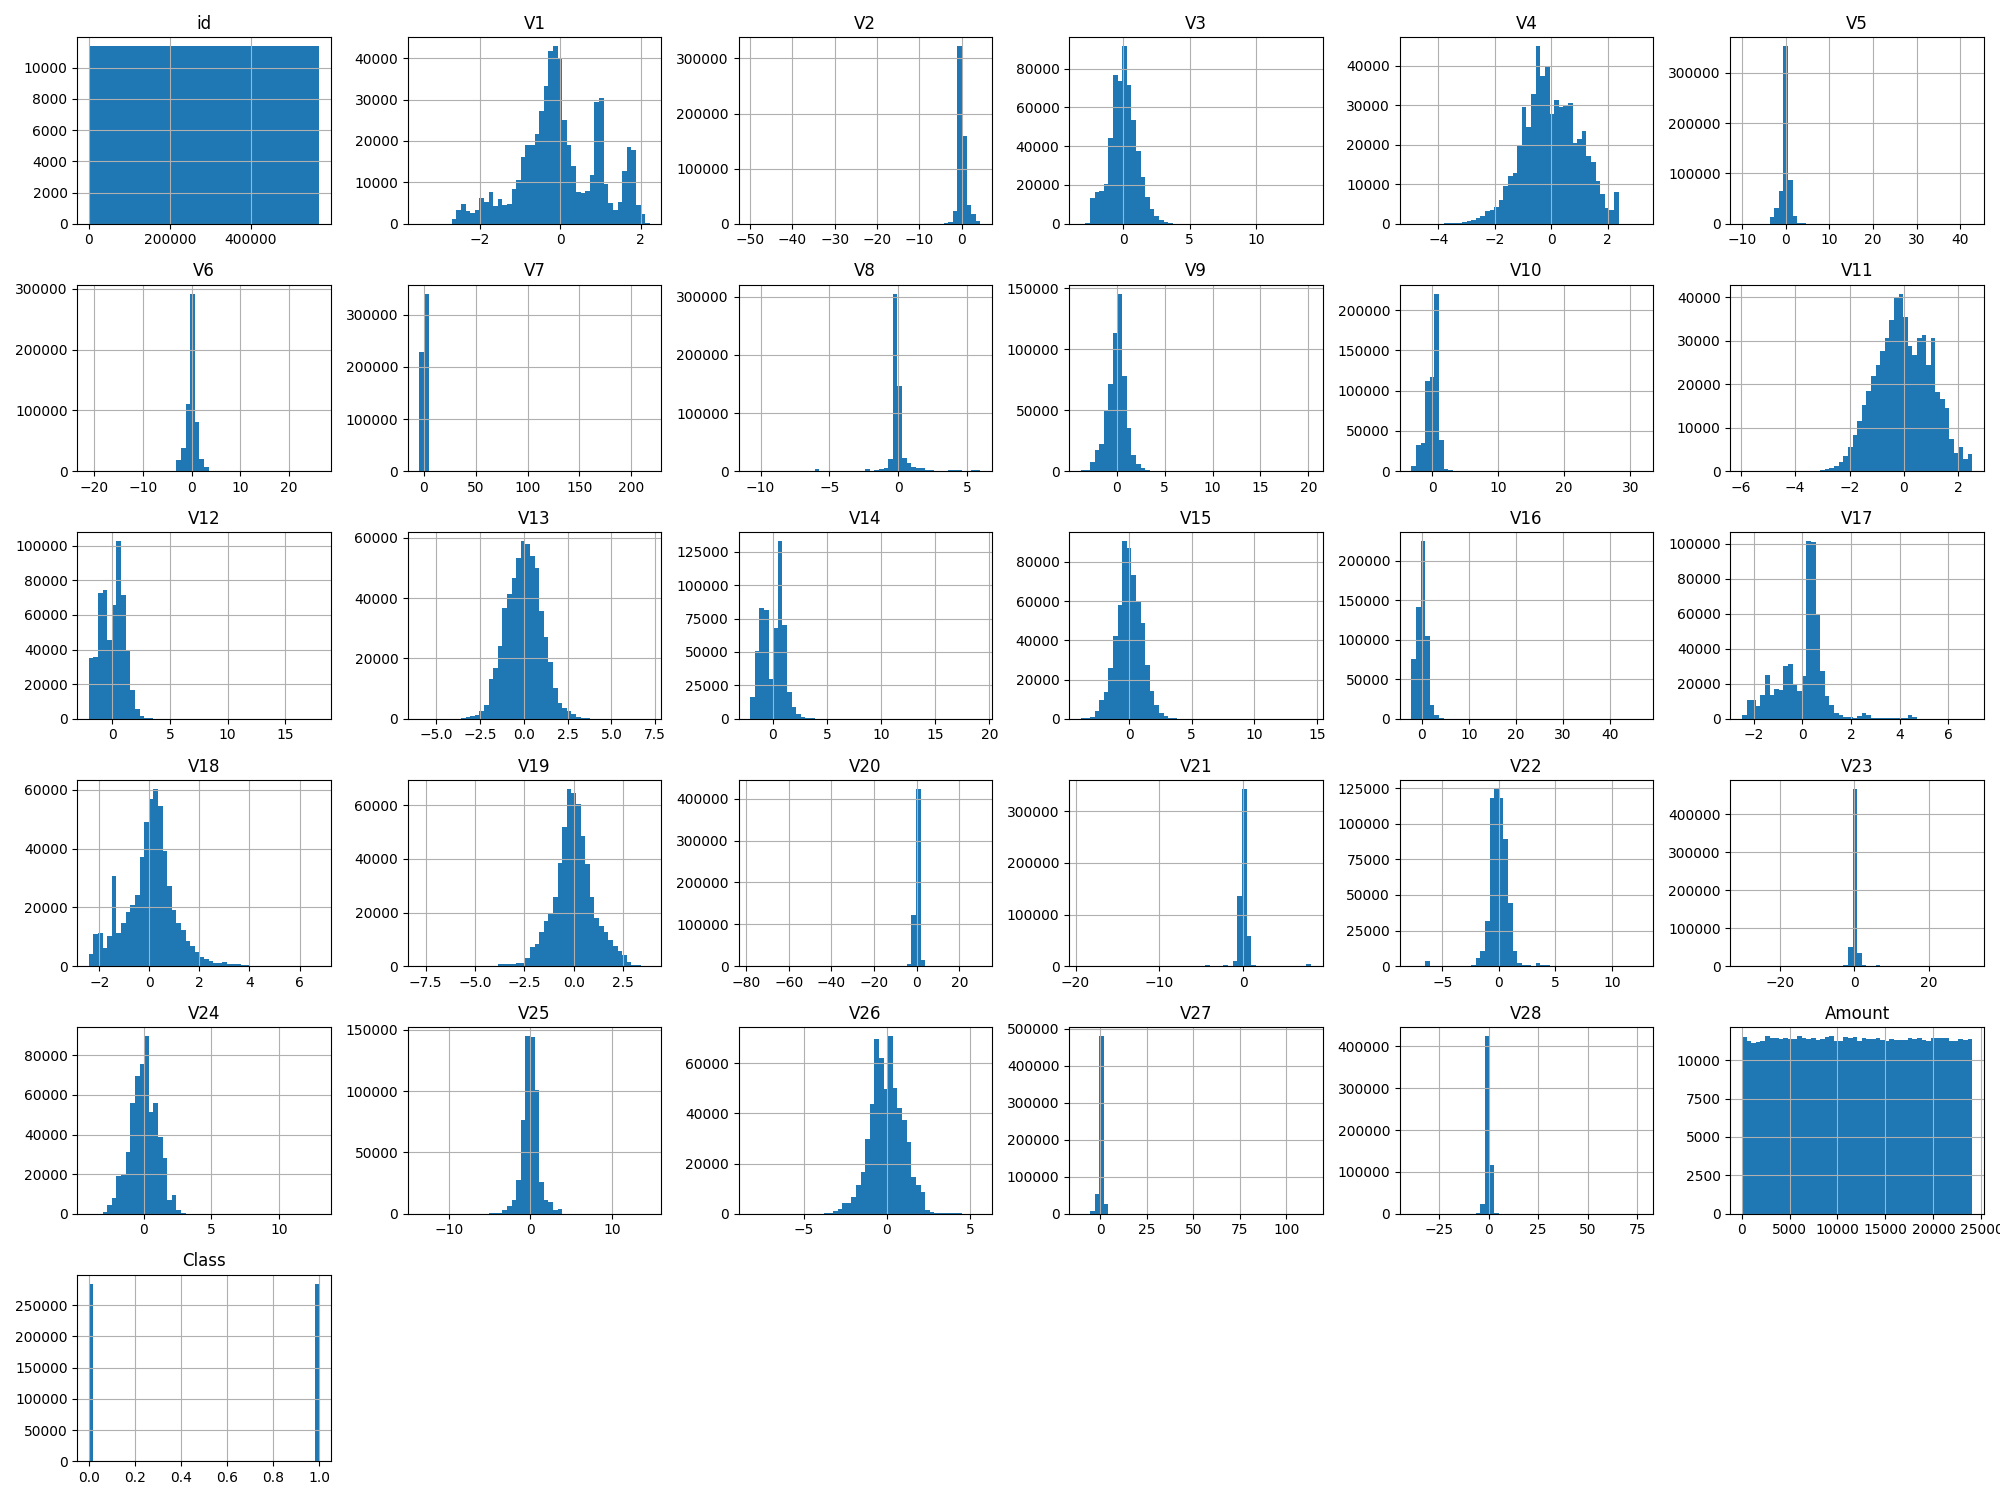 id
10000
8000
6000
4000
2000
0
0 200000 400000
V1
40000
30000
20000
10000
0
−2 0 2
V2
300000
200000
100000
0
−50 −40 −30 −20 −10 0
V3
80000
60000
40000
20000
0
0 5 10
V4
40000
30000
20000
10000
0
−4 −2 0 2
V5
300000
200000
100000
0
−10 0 10 20 30 40
V6
300000
200000
100000
0
−20 −10 0 10 20
V7
300000
200000
100000
0
0 50 100 150 200
V8
300000
200000
100000
0
−10 −5 0 5
V9
150000
100000
50000
0
0 5 10 15 20
V10
200000
150000
100000
50000
0
0 10 20 30
V11
40000
30000
20000
10000
0
−6 −4 −2 0 2
V12
100000
80000
60000
40000
20000
0
0 5 10 15
V13
60000
40000
20000
0
−5.0 −2.5 0.0 2.5 5.0 7.5
V14
125000
100000
75000
50000
25000
0
0 5 10 15 20
V15
80000
60000
40000
20000
0
0 5 10 15
V16
200000
150000
100000
50000
0
0 10 20 30 40
V17
100000
80000
60000
40000
20000
0
−2 0 2 4 6
V18
60000
40000
20000
0
−2 0 2 4 6
V19
60000
40000
20000
0
−7.5 −5.0 −2.5 0.0 2.5
V20
400000
300000
200000
100000
0
−80 −60 −40 −20 0 20
V21
300000
200000
100000
0
−20 −10 0
V22
125000
100000
75000
50000
25000
0
−5 0 5 10
V23
400000
300000
200000
100000
0
−20 0 20
V24
80000
60000
40000
20000
0
0 5 10
V25
150000
100000
50000
0
−10 0 10
V26
60000
40000
20000
0
−5 0 5
V27
500000
400000
300000
200000
100000
0
0 25 50 75 100
V28
400000
300000
200000
100000
0
−25 0 25 50 75
Amount
10000
7500
5000
2500
0
0 5000 10000 15000 20000 25000
Class
250000
200000
150000
100000
50000
0
0.0 0.2 0.4 0.6 0.8 1.0